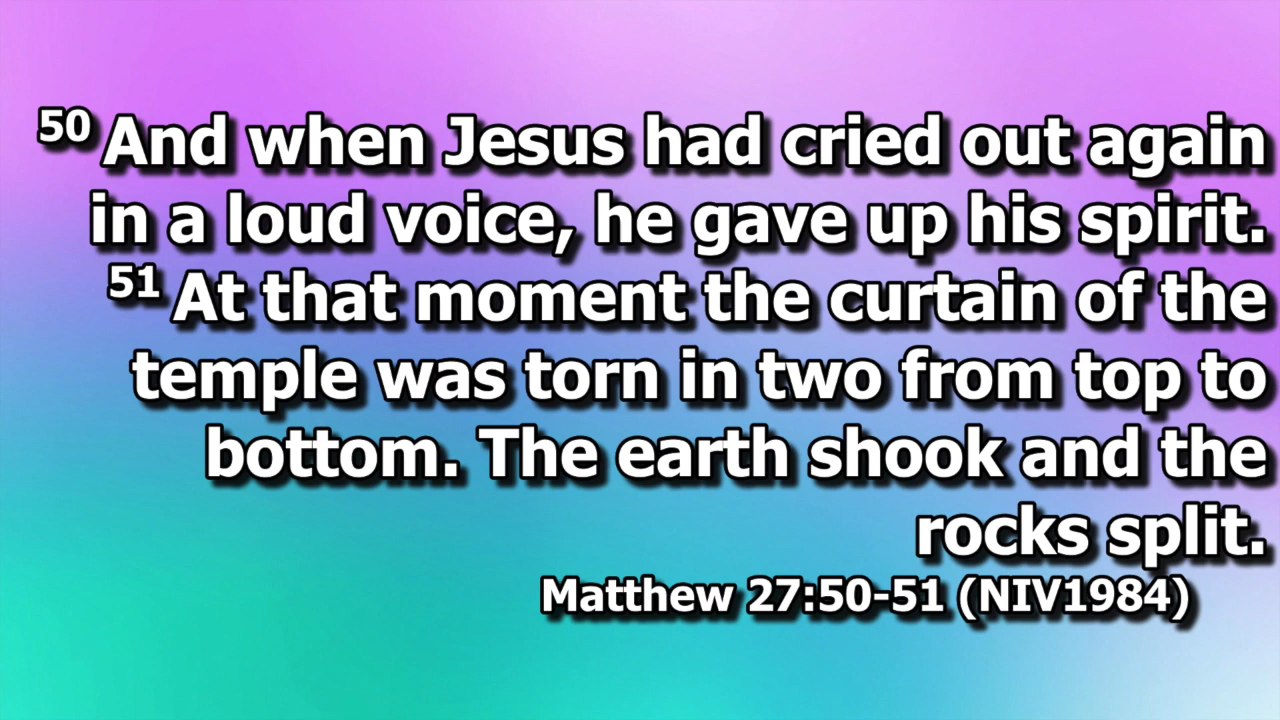 50 And when Jesus had cried out again
in a loud voice, he gave up his spirit.
51 At that moment the curtain of the
temple was torn in two from top to
bottom. The earth shook and the
rocks split.
Matthew 27:50-51 (NIV1984)